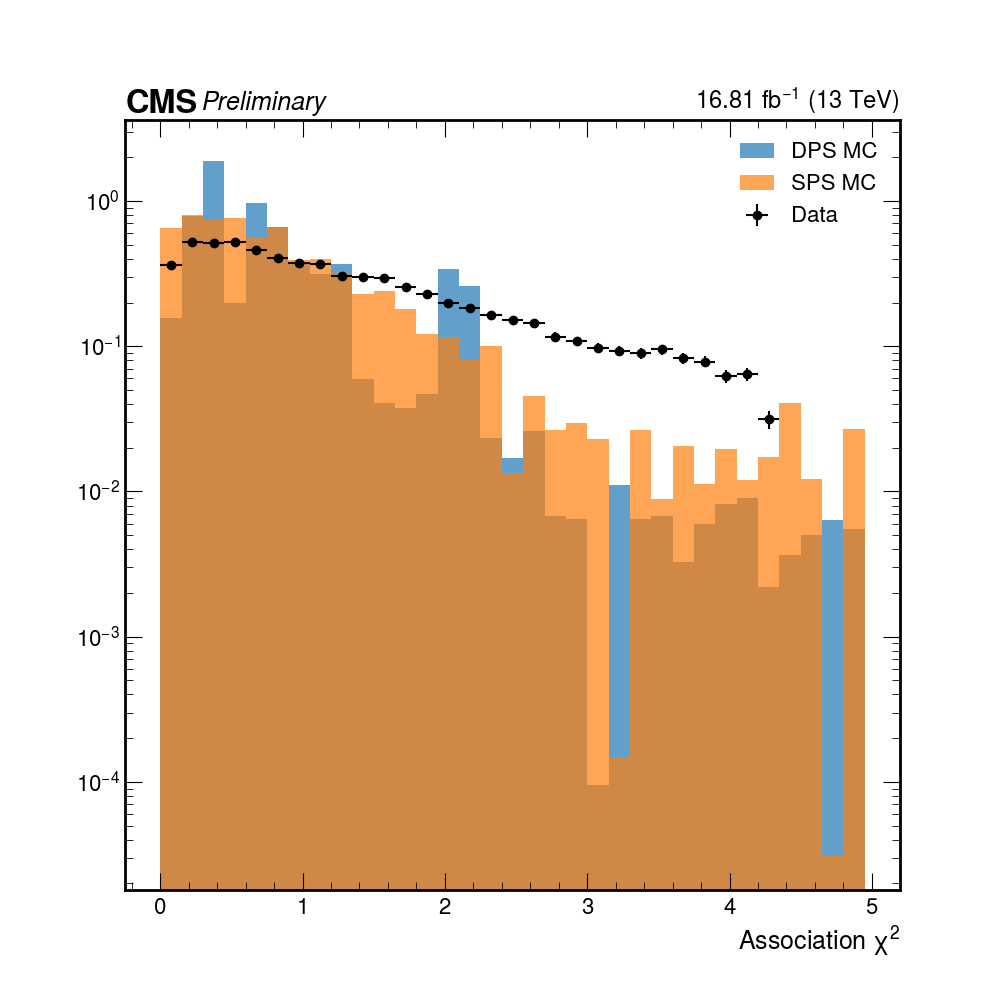 CMS Preliminary 16.81 fb⁻¹ (13 TeV)
DPS MC
SPS MC
Data
10⁰
10⁻¹
10⁻²
10⁻³
10⁻⁴
0 1 2 3 4 5
Association χ²